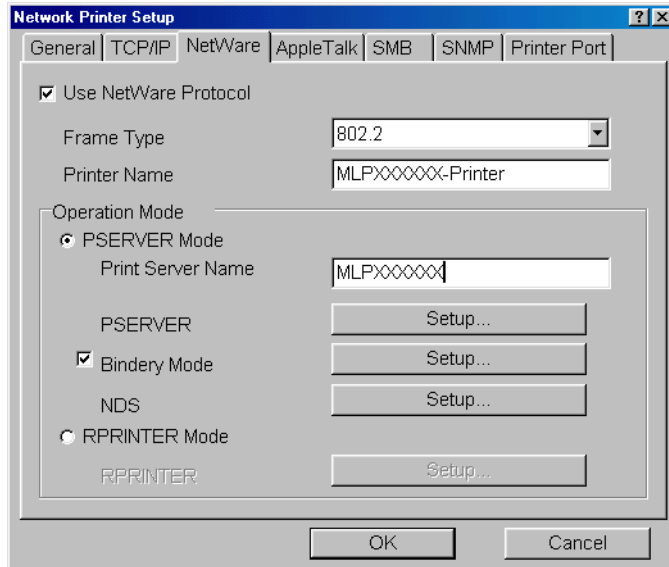 Network Printer Setup
General TCP/IP NetWare AppleTalk SMB SNMP Printer Port
Use NetWare Protocol
Frame Type 802.2
Printer Name MLPXXXXXX-Printer
Operation Mode
PSERVER Mode
Print Server Name MLPXXXXXX
PSERVER Setup...
Bindery Mode Setup...
NDS Setup...
RPRINTER Mode
RPRINTER Setup...
OK Cancel